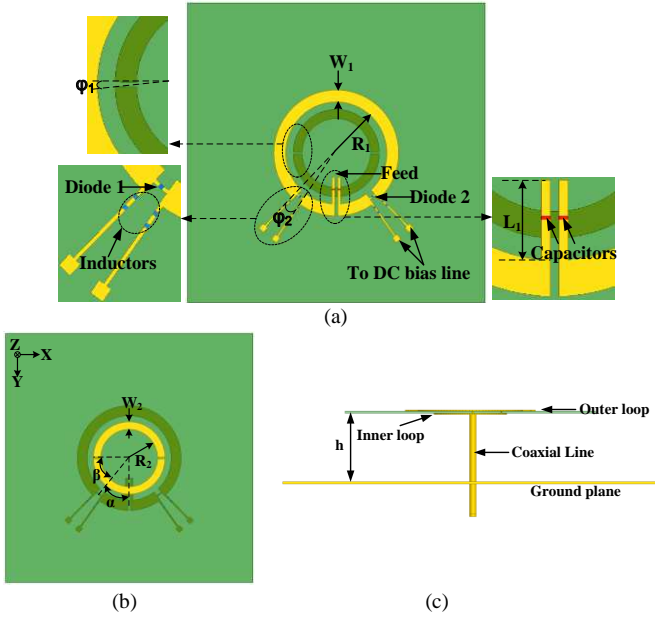 φ₁
W₁
R₁
Feed
Diode 1
Diode 2
φ₂
Inductors
To DC bias line
L₁
Capacitors
(a)
Z
X
Y
W₂
R₂
β
α
(b)
Outer loop
Inner loop
h
Coaxial Line
Ground plane
(c)